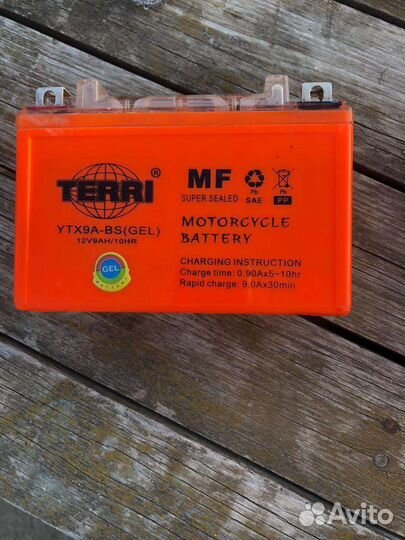 TERRI ®
YTX9A-BS(GEL)
12V9AH/10HR
GEL
MF
SUPER SEALED
Pb
SAE
Pb
PP
MOTORCYCLE
BATTERY
CHARGING INSTRUCTION
Charge time: 0.90Ax5~10hr
Rapid charge: 9.0Ax30min
Avito